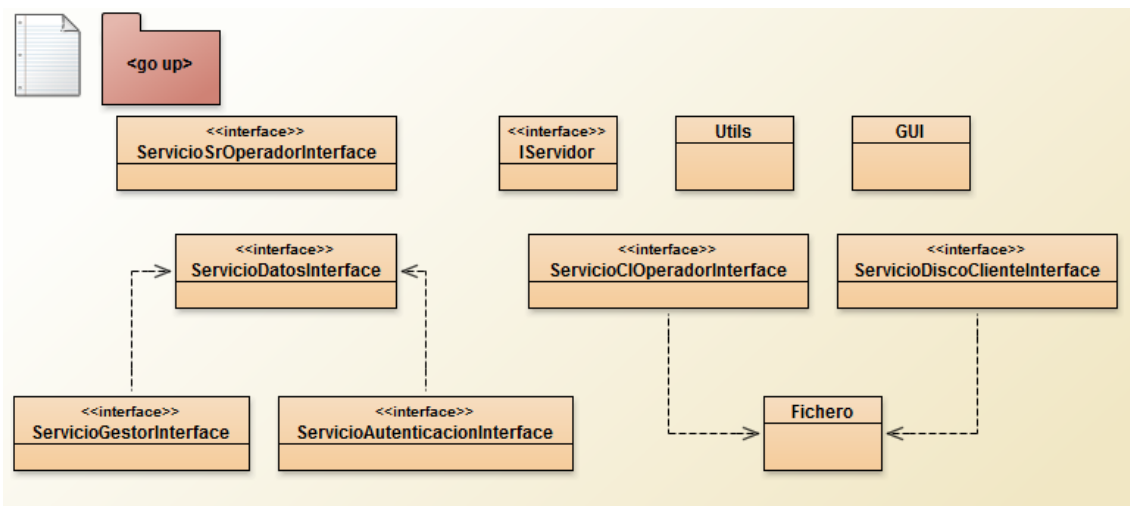 <go up>
<<interface>>
ServicioSrOperadorInterface
<<interface>>
IServidor
Utils
GUI
<<interface>>
ServicioDatosInterface
<<interface>>
ServicioClOperadorInterface
<<interface>>
ServicioDiscoClienteInterface
<<interface>>
ServicioGestorInterface
<<interface>>
ServicioAutenticacionInterface
Fichero